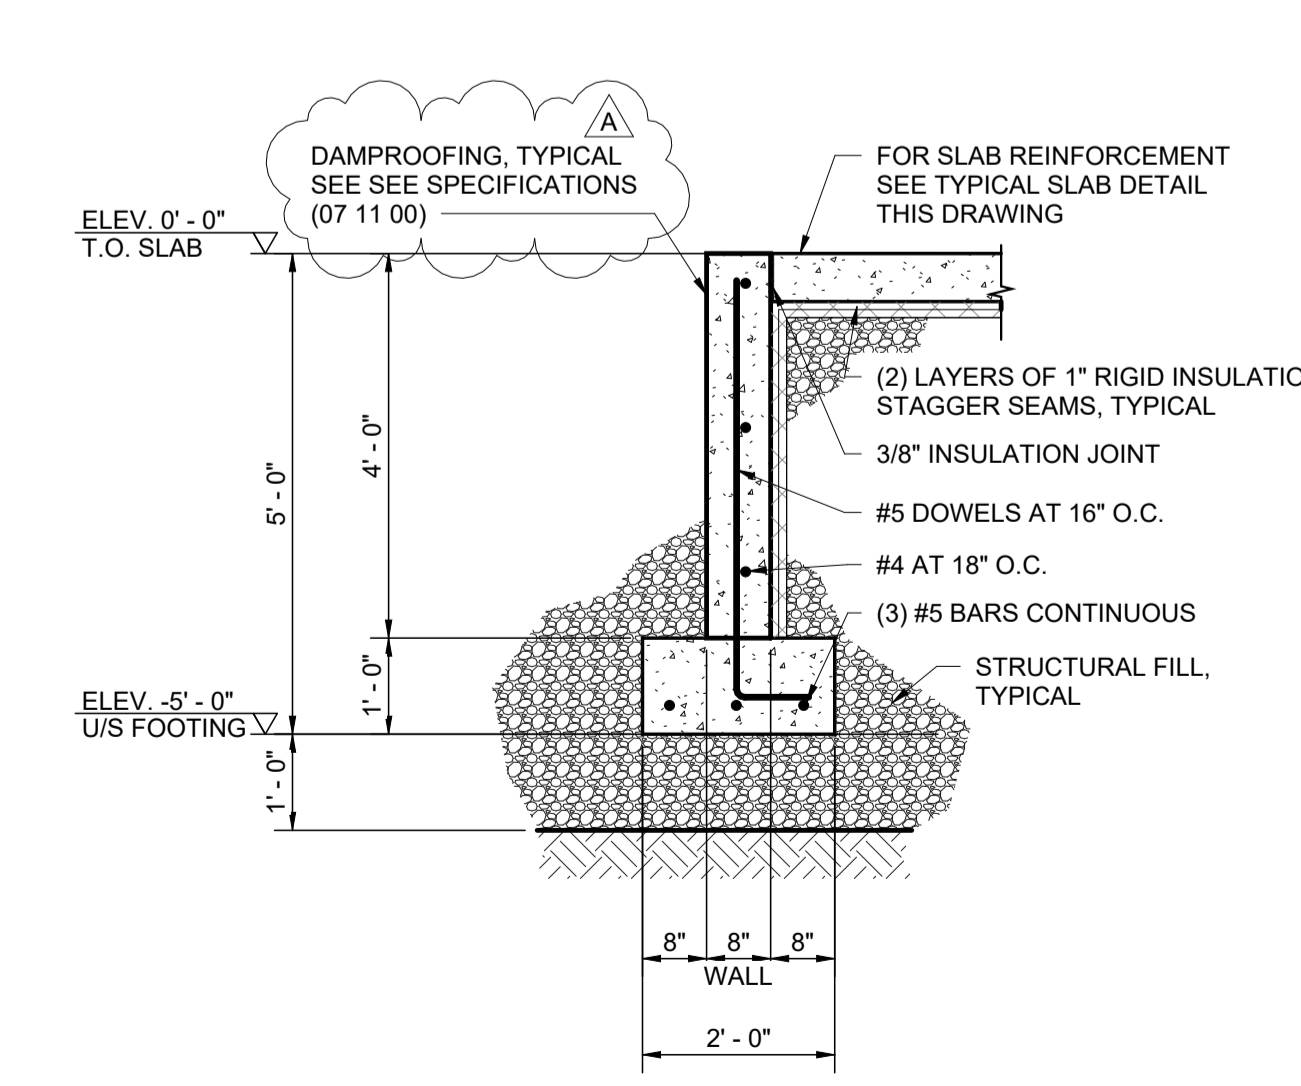 A
DAMPROOFING, TYPICAL
SEE SEE SPECIFICATIONS
(07 11 00)
FOR SLAB REINFORCEMENT
SEE TYPICAL SLAB DETAIL
THIS DRAWING
ELEV. 0' - 0"
T.O. SLAB
(2) LAYERS OF 1" RIGID INSULATIO
STAGGER SEAMS, TYPICAL
3/8" INSULATION JOINT
5' - 0"
4' - 0"
#5 DOWELS AT 16" O.C.
#4 AT 18" O.C.
(3) #5 BARS CONTINUOUS
STRUCTURAL FILL,
TYPICAL
1' - 0"
ELEV. -5' - 0"
U/S FOOTING
1' - 0"
8" 8" 8"
WALL
2' - 0"